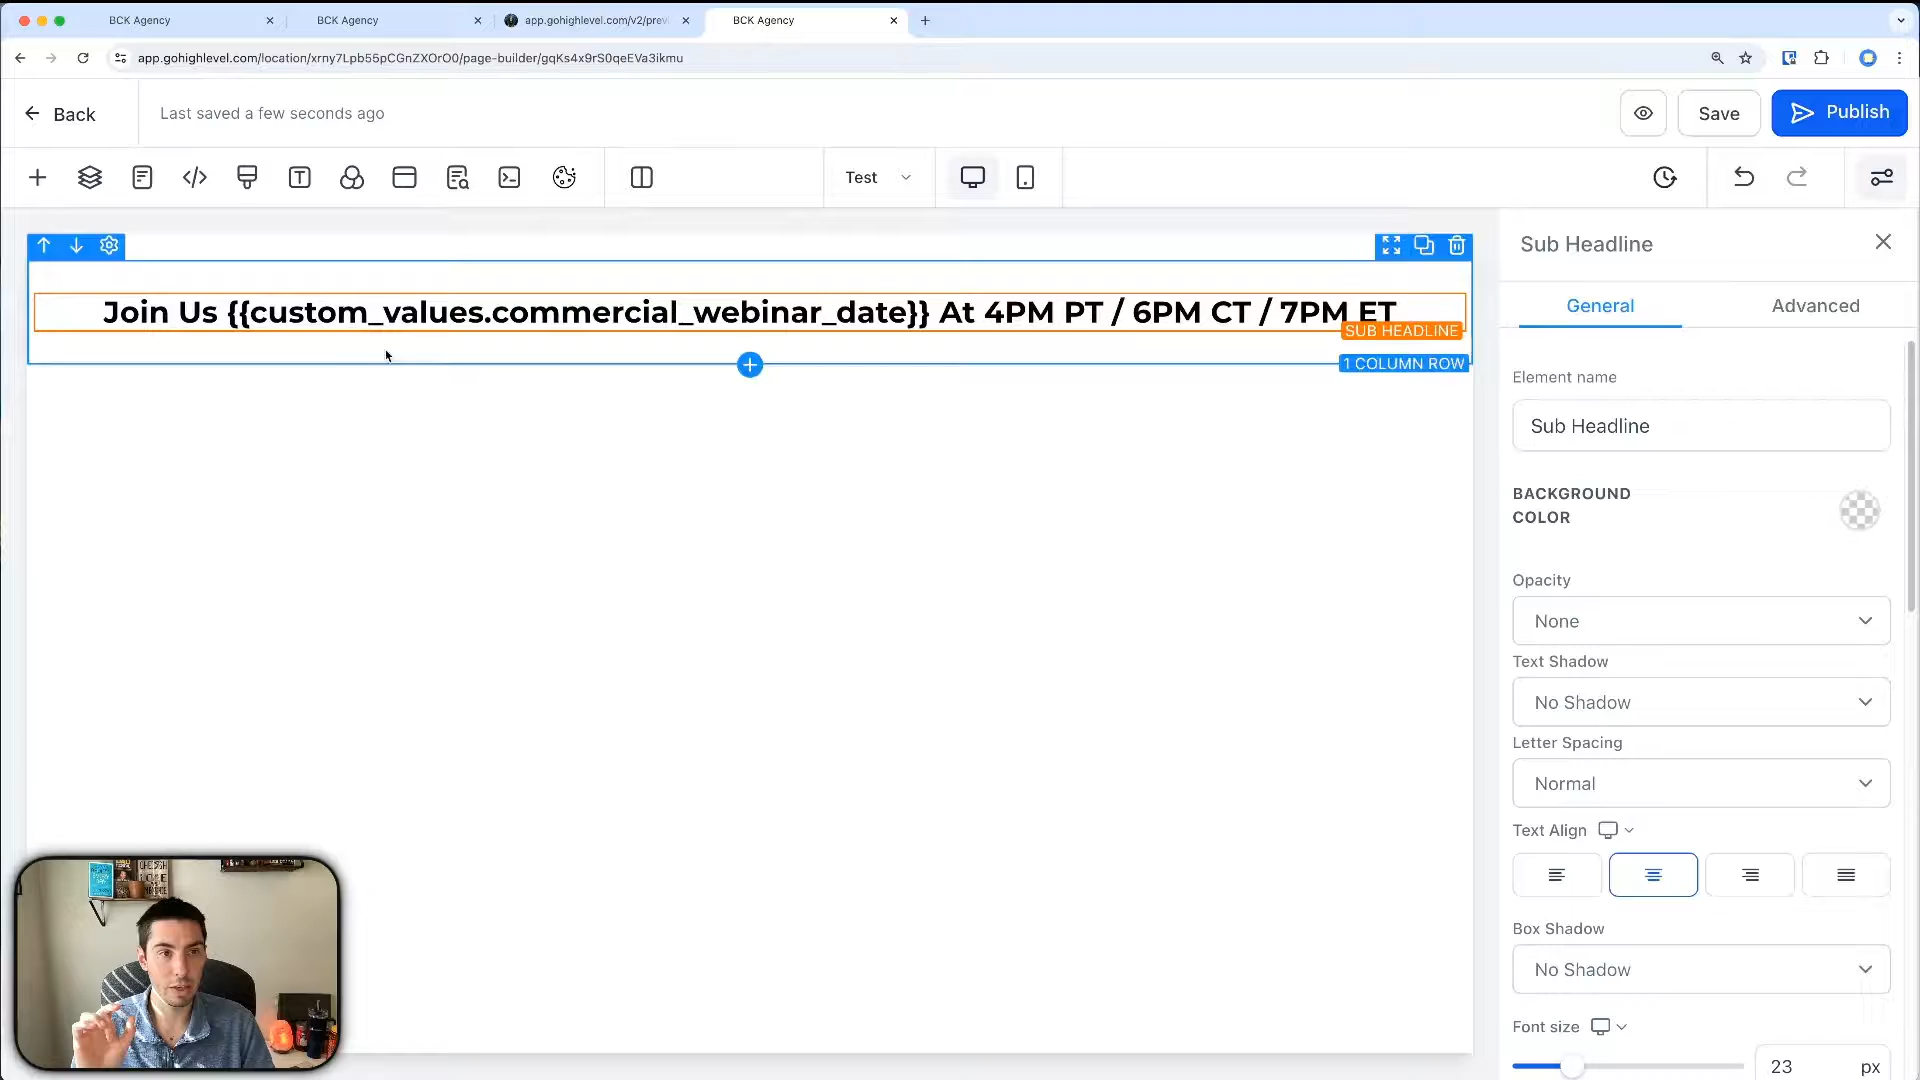 BCK Agency
BCK Agency
app.gohighlevel.com/v2/prev
BCK Agency
app.gohighlevel.com/location/xrny7Lpb55pCGnZXOrO0/page-builder/gqKs4x9rS0qeEVa3ikmu
Back
Last saved a few seconds ago
Save
Publish
Test
Sub Headline
General
Advanced
Join Us {{custom_values.commercial_webinar_date}} At 4PM PT / 6PM CT / 7PM ET
SUB HEADLINE
1 COLUMN ROW
Element name
Sub Headline
BACKGROUND
COLOR
Opacity
None
Text Shadow
No Shadow
Letter Spacing
Normal
Text Align
Box Shadow
No Shadow
Font size
23
px